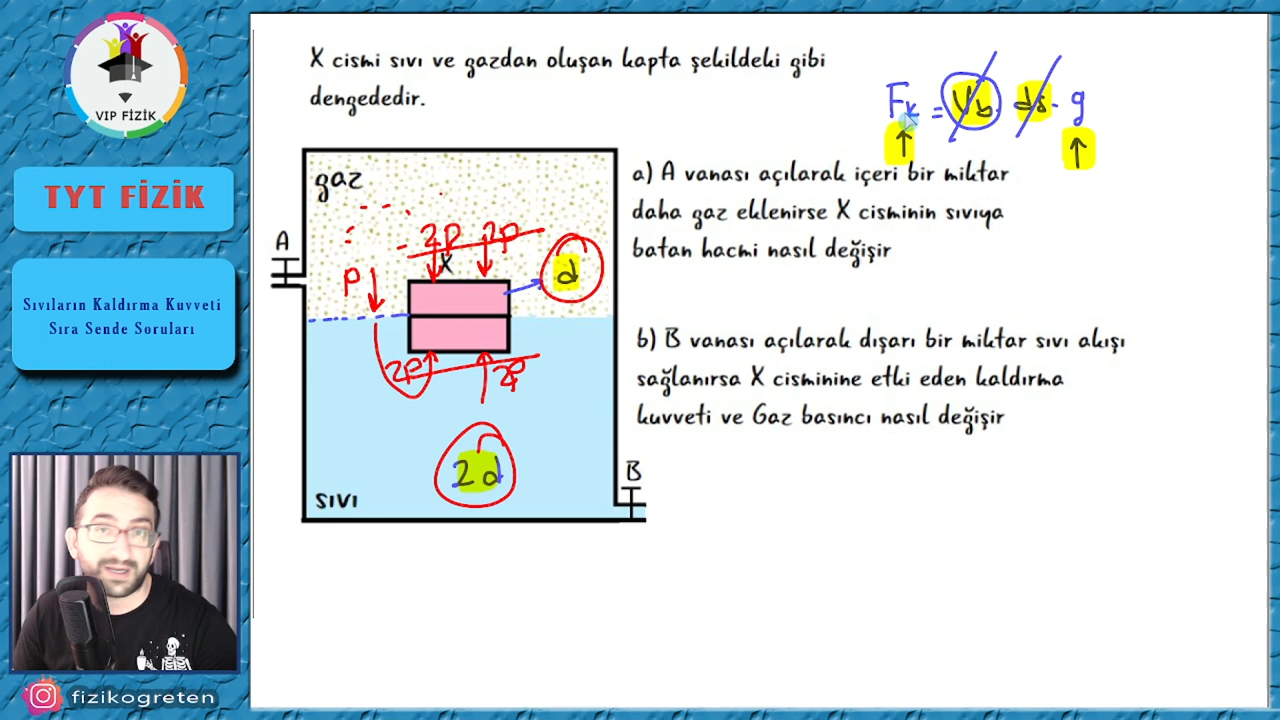 VIP FİZİK
TYT FİZİK
Sıvıların Kaldırma Kuvveti
Sıra Sende Soruları
fizikogreten
X cismi sıvı ve gazdan oluşan kapta şekildeki gibi
dengededir.
Fk = Vb . ds . g
gaz
A
2P 2P
X
P
d
2P 2P
2d
sıvı
B
a) A vanası açılarak içeri bir miktar
daha gaz eklenirse X cisminin sıvıya
batan hacmi nasıl değişir
b) B vanası açılarak dışarı bir miktar sıvı akışı
sağlanırsa X cisminine etki eden kaldırma
kuvveti ve Gaz basıncı nasıl değişir